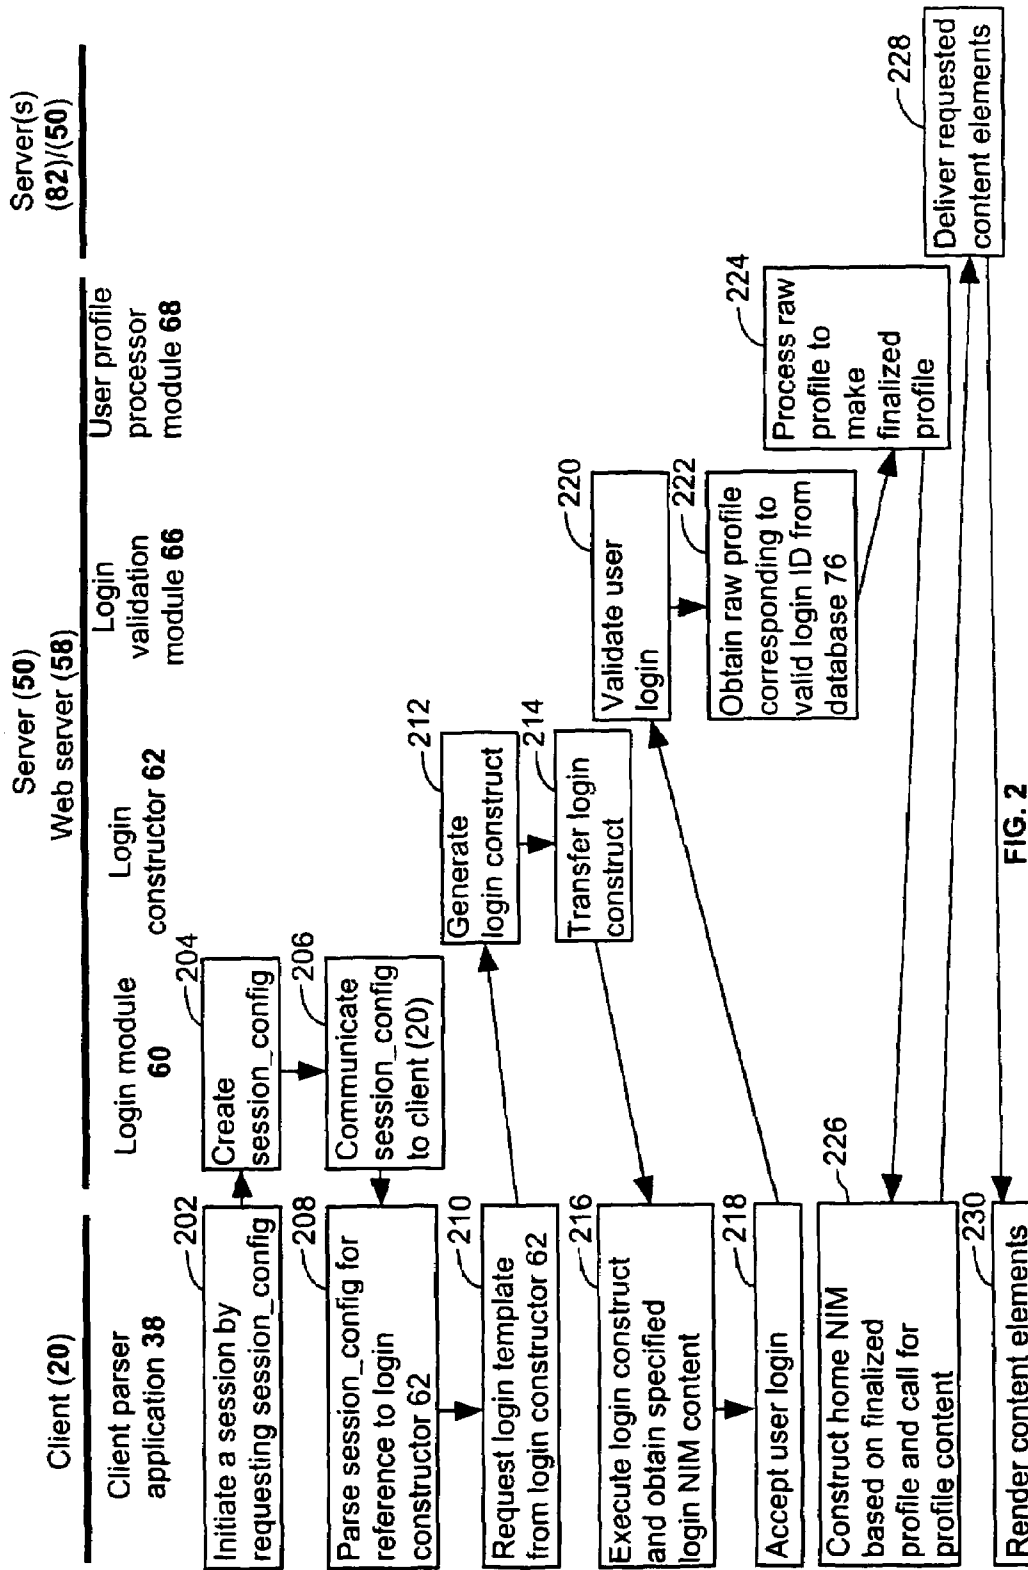 Client (20)
Server (50)
Web server (58)
Server(s)
(82)/(50)
Client parser
application 38
Login module
60
Login
constructor 62
Login
validation
module 66
User profile
processor
module 68
202
Initiate a session by
requesting session_config
204
Create
session_config
206
Communicate
session_config
to client (20)
208
Parse session_config for
reference to login
constructor 62
210
Request login template
from login constructor 62
212
Generate
login construct
214
Transfer login
construct
216
Execute login construct
and obtain specified
login NIM content
218
Accept user login
220
Validate user
login
222
Obtain raw profile
corresponding to
valid login ID from
database 76
224
Process raw
profile to
make
finalized
profile
226
Construct home NIM
based on finalized
profile and call for
profile content
228
Deliver requested
content elements
230
Render content elements
FIG. 2